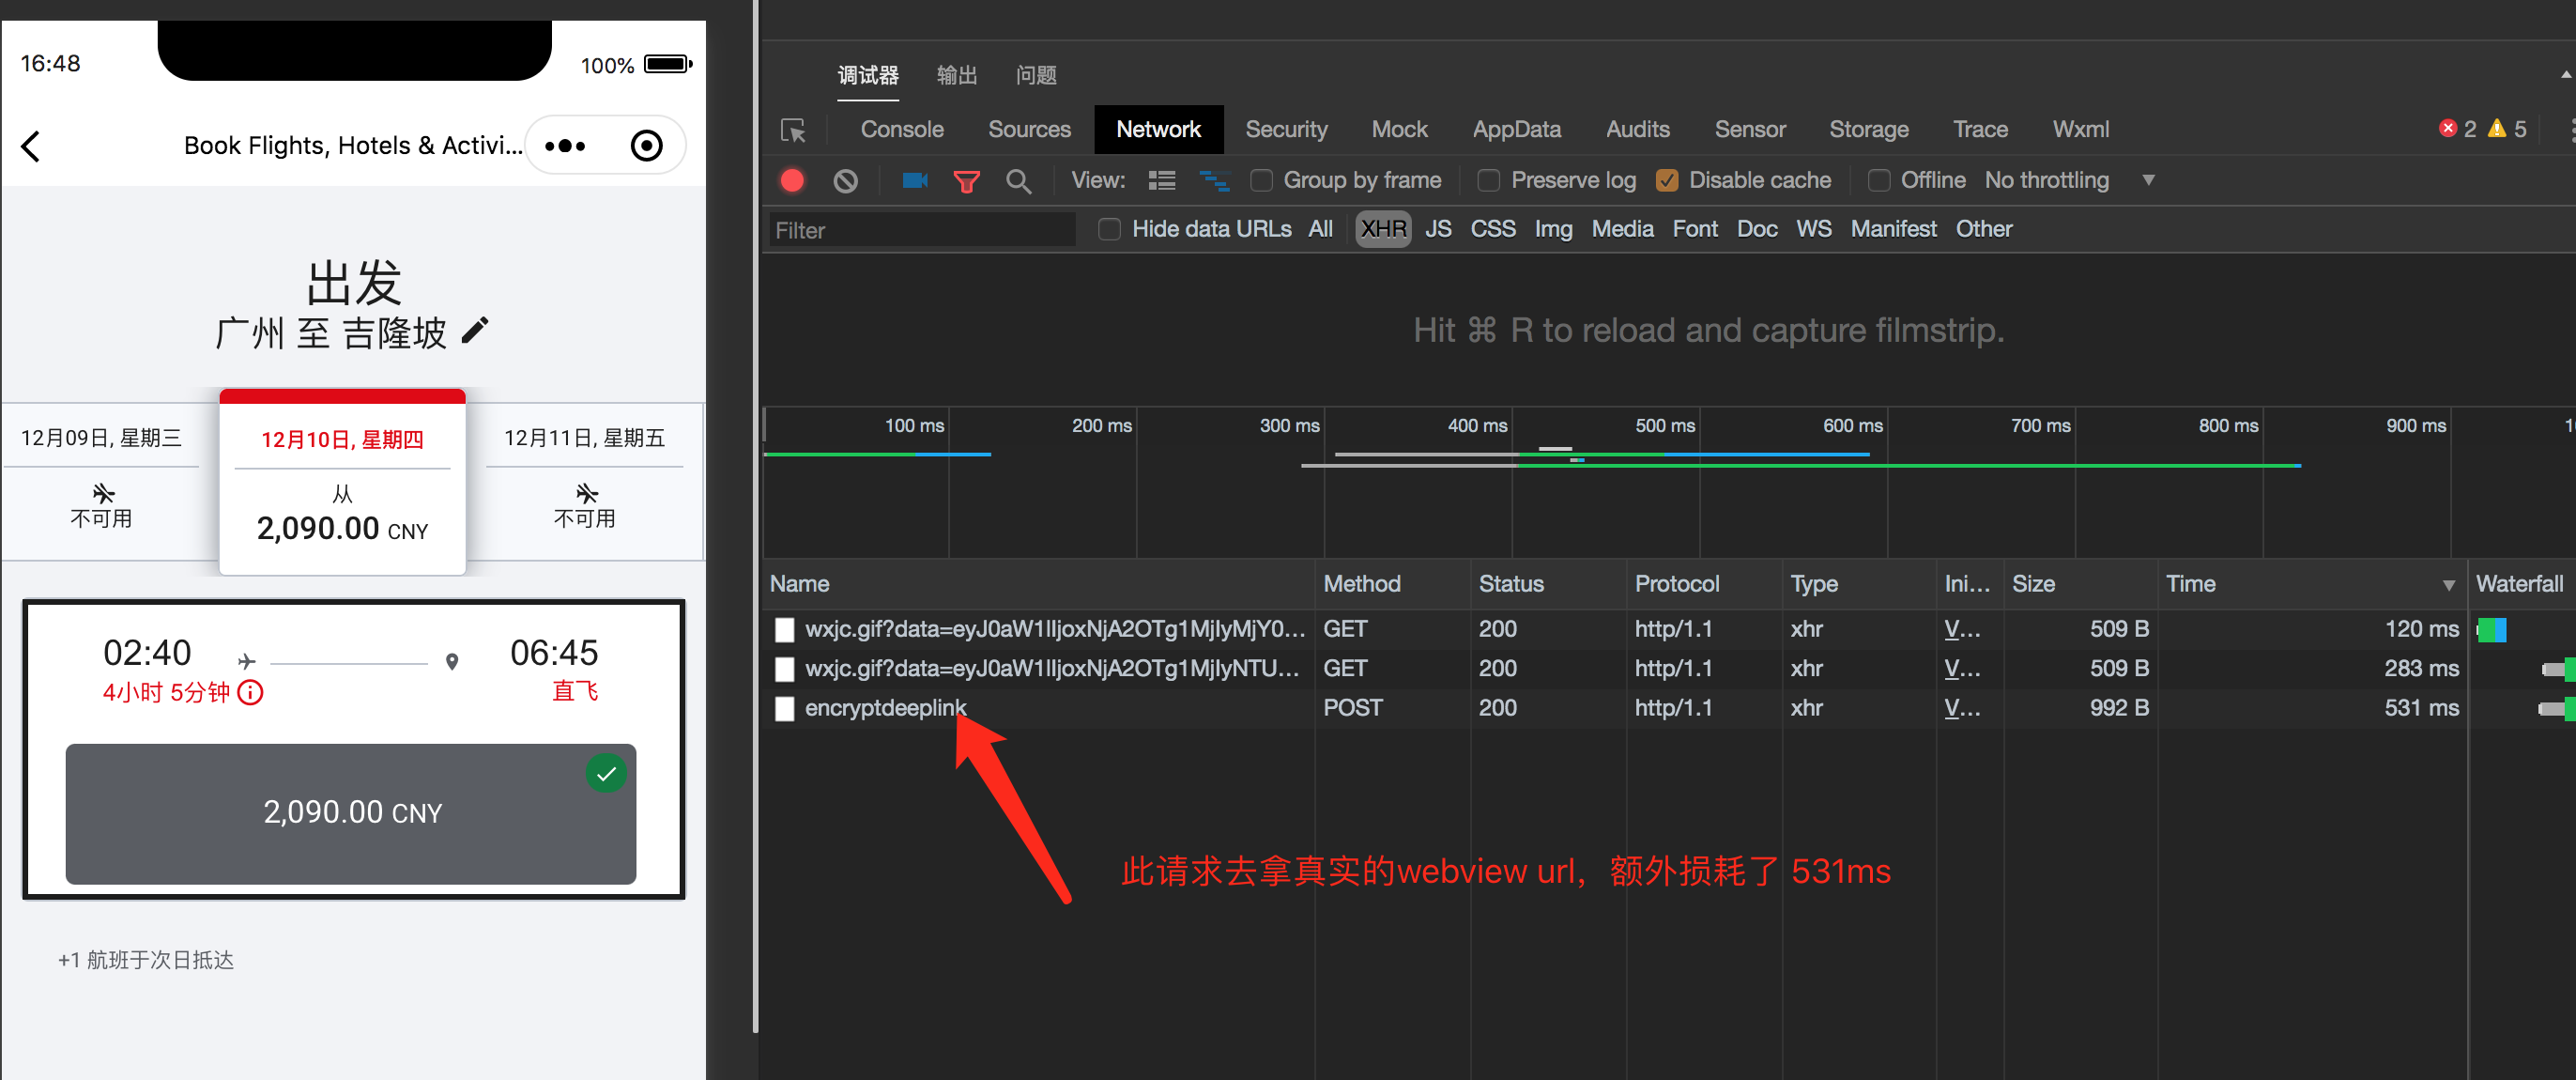 16:48
100%
Book Flights, Hotels & Activi...
出发
广州 至 吉隆坡
12月09日, 星期三
不可用
12月10日, 星期四
从
2,090.00 CNY
12月11日, 星期五
不可用
02:40
06:45
4小时 5分钟
直飞
2,090.00 CNY
+1 航班于次日抵达
调试器 输出 问题
Console Sources Network Security Mock AppData Audits Sensor Storage Trace Wxml 2 5
View: Group by frame Preserve log Disable cache Offline No throttling
Filter Hide data URLs All XHR JS CSS Img Media Font Doc WS Manifest Other
Hit ⌘ R to reload and capture filmstrip.
100 ms 200 ms 300 ms 400 ms 500 ms 600 ms 700 ms 800 ms 900 ms
Name Method Status Protocol Type Ini... Size Time Waterfall
wxjc.gif?data=eyJ0aW1lIjoxNjA2OTg1MjIyMjY0... GET 200 http/1.1 xhr V... 509 B 120 ms
wxjc.gif?data=eyJ0aW1lIjoxNjA2OTg1MjIyNTU... GET 200 http/1.1 xhr V... 509 B 283 ms
encryptdeeplink POST 200 http/1.1 xhr V... 992 B 531 ms
此请求去拿真实的webview url，额外损耗了 531ms